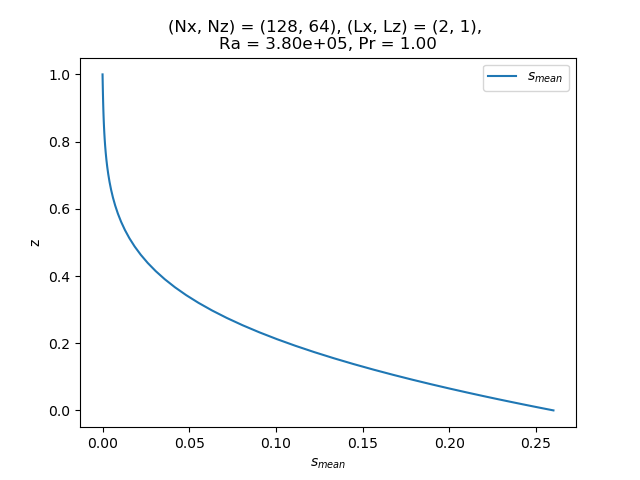 (Nx, Nz) = (128, 64), (Lx, Lz) = (2, 1),
Ra = 3.80e+05, Pr = 1.00
s_mean
1.0
0.8
0.6
0.4
0.2
0.0
z
0.00 0.05 0.10 0.15 0.20 0.25
s_mean